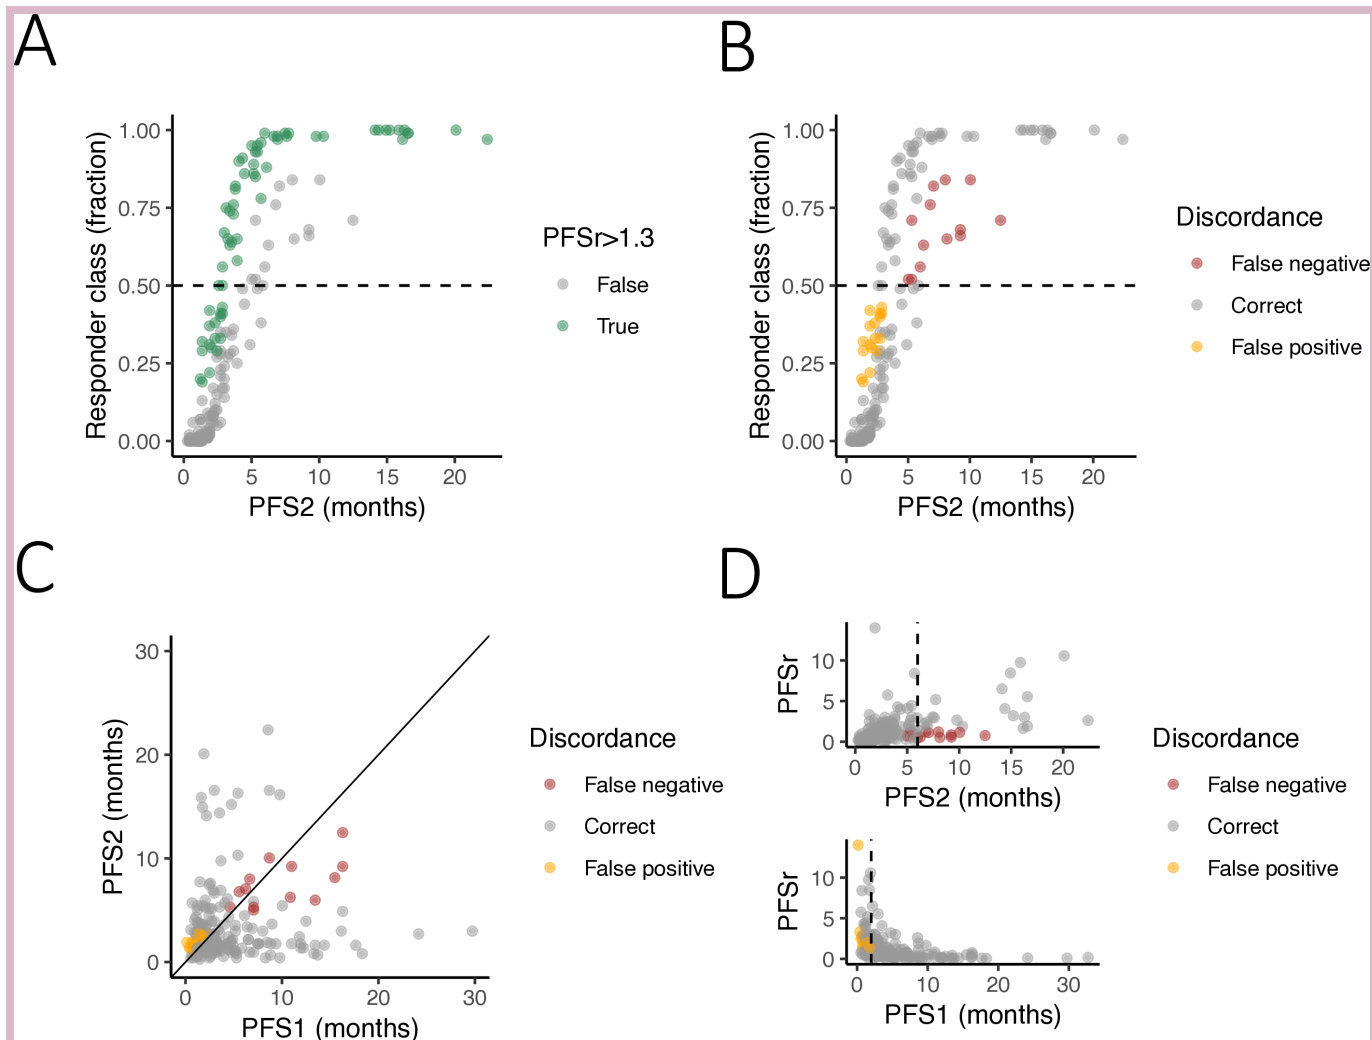 A
B
Responder class (fraction)
1.00
0.75
0.50
0.25
0.00
0
5
10
15
20
PFS2 (months)
PFSr>1.3
False
True
Responder class (fraction)
1.00
0.75
0.50
0.25
0.00
0
5
10
15
20
PFS2 (months)
Discordance
False negative
Correct
False positive
C
D
PFS2 (months)
30
20
10
0
0
10
20
30
PFS1 (months)
Discordance
False negative
Correct
False positive
PFSr
10
5
0
0
5
10
15
20
PFS2 (months)
PFSr
10
5
0
0
10
20
30
PFS1 (months)
Discordance
False negative
Correct
False positive